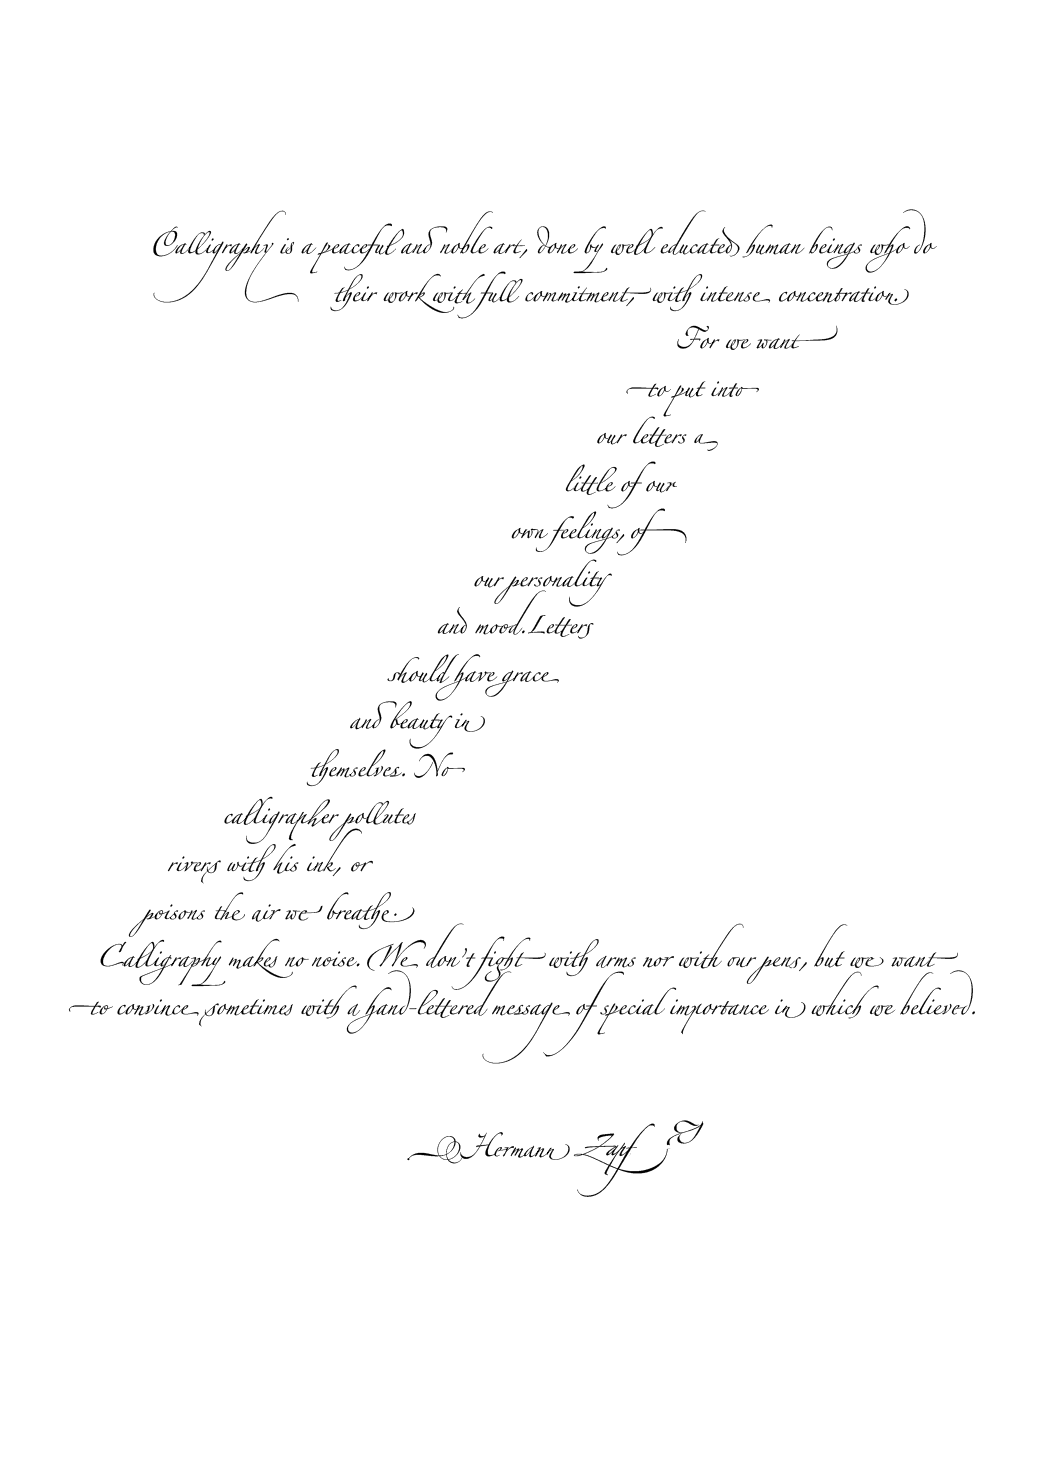 Calligraphy is a peaceful and noble art, done by well educated human beings who do
their work with full commitment, with intense concentration.
For we want
to put into
our letters a
little of our
own feelings, of
our personality
and mood. Letters
should have grace
and beauty in
themselves. No
calligrapher pollutes
rivers with his ink, or
poisons the air we breathe.
Calligraphy makes no noise. We don't fight with arms nor with our pens, but we want
to convince sometimes with a hand-lettered message of special importance in which we believed.
Hermann Zapf